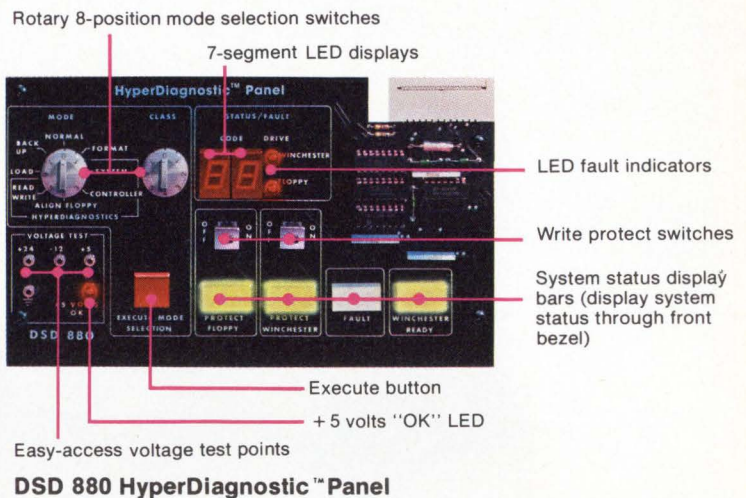 Rotary 8-position mode selection switches
7-segment LED displays
HyperDiagnostic™ Panel
MODE
CLASS
STATUS/FAULT
NORMAL
BACK
UP
FORMAT
LOAD
SYSTEM
READ
WRITE
CONTROLLER
ALIGN FLOPPY
HYPERDIAGNOSTICS
CODE DRIVE
WINCHESTER
FLOPPY
LED fault indicators
OFF ON
OFF ON
Write protect switches
VOLTAGE TEST
+24 -12 +5
OK
DSD 880
EXECUTE MODE
SELECTION
PROTECT
FLOPPY
PROTECT
WINCHESTER
FAULT
WINCHESTER
READY
System status display
bars (display system
status through front
bezel)
Execute button
+ 5 volts "OK" LED
Easy-access voltage test points
DSD 880 HyperDiagnostic™ Panel